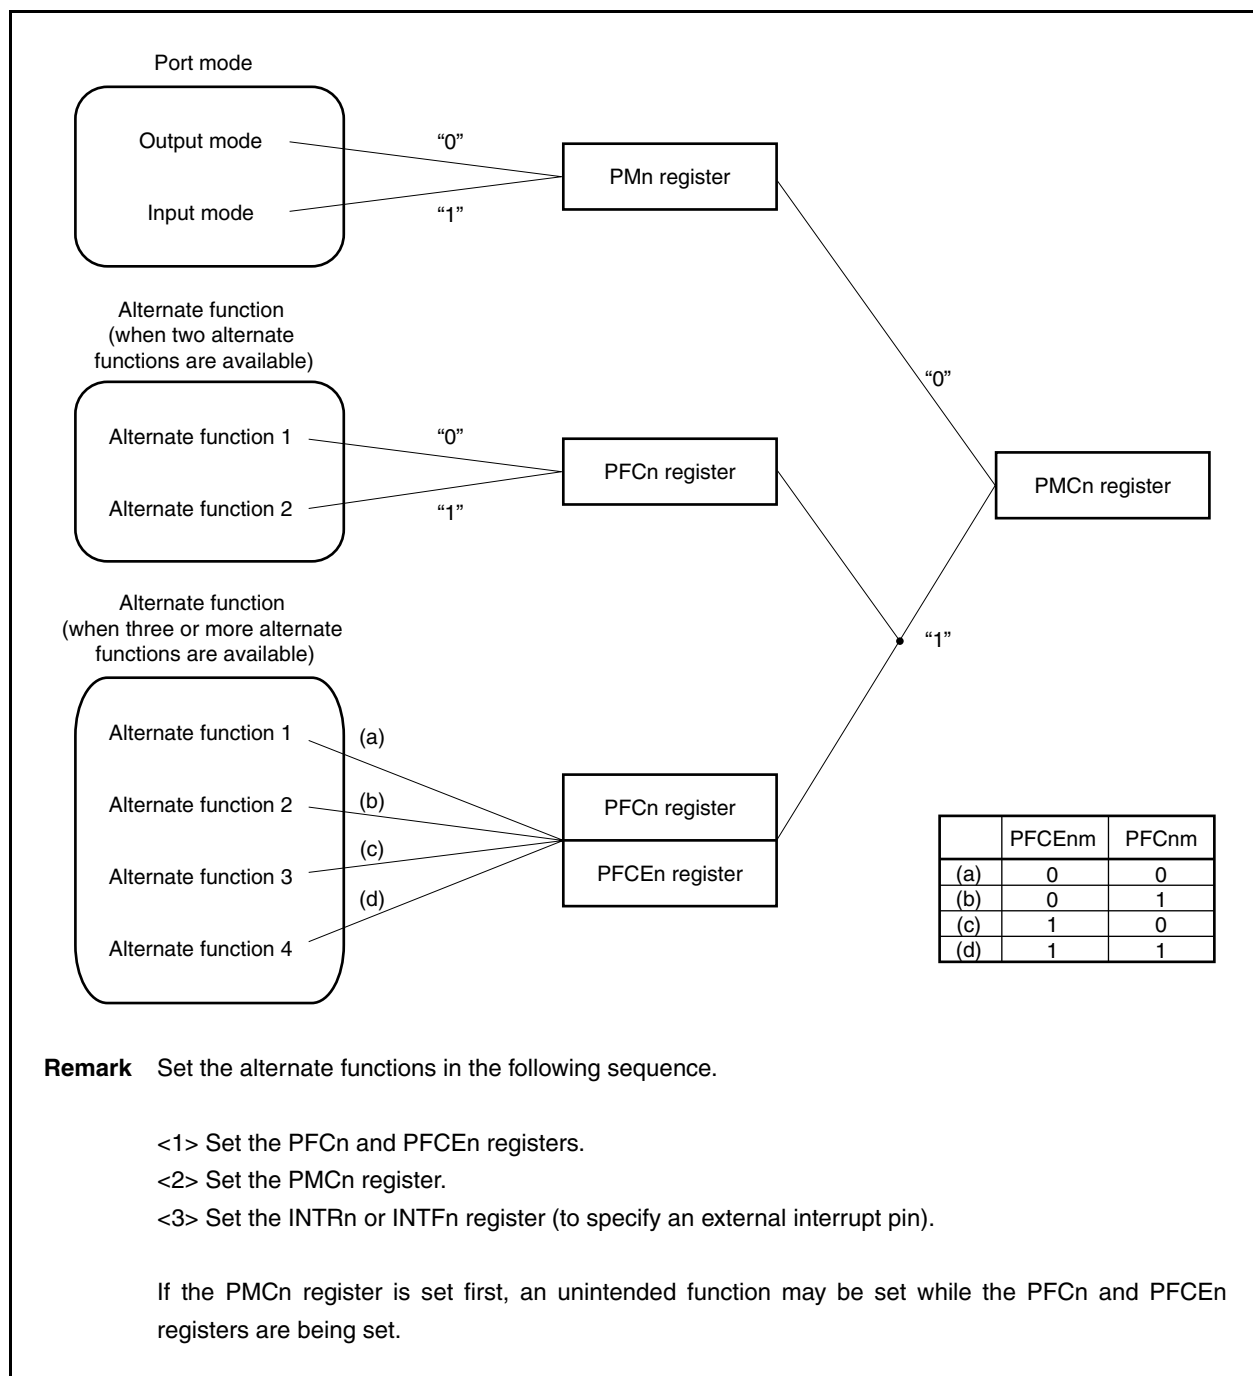 Port mode
Output mode
Input mode
“0”
“1”
PMn register
Alternate function
(when two alternate
functions are available)
Alternate function 1
Alternate function 2
“0”
“1”
PFCn register
“0”
PMCn register
“1”
Alternate function
(when three or more alternate
functions are available)
Alternate function 1
Alternate function 2
Alternate function 3
Alternate function 4
(a)
(b)
(c)
(d)
PFCn register
PFCEn register
PFCEnm PFCnm
(a) 0 0
(b) 0 1
(c) 1 0
(d) 1 1
Remark Set the alternate functions in the following sequence.
<1> Set the PFCn and PFCEn registers.
<2> Set the PMCn register.
<3> Set the INTRn or INTFn register (to specify an external interrupt pin).
If the PMCn register is set first, an unintended function may be set while the PFCn and PFCEn
registers are being set.